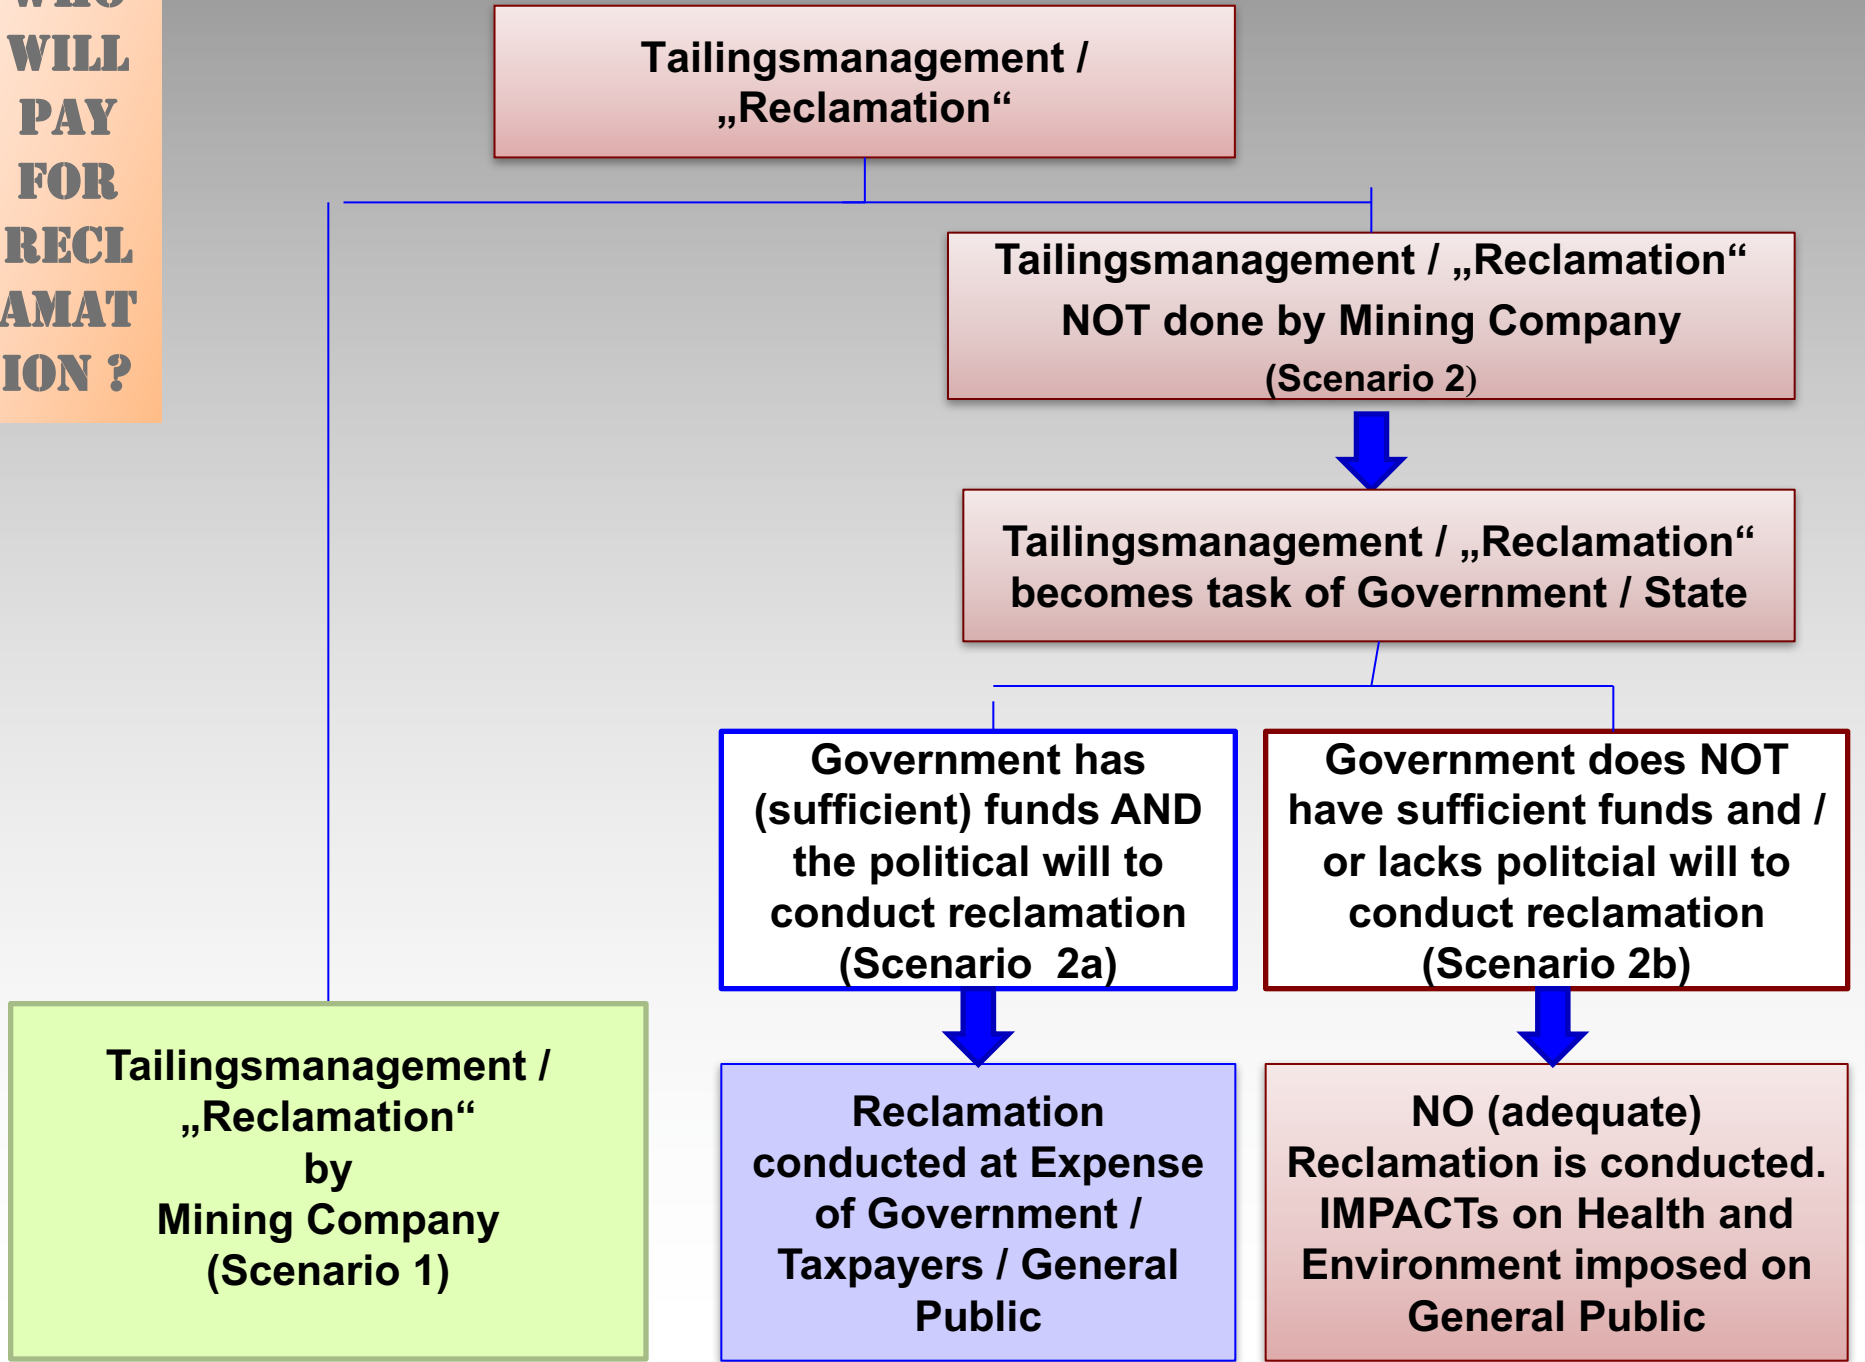 WHO
WILL
PAY
FOR
RECL
AMAT
ION ?
Tailingsmanagement /
„Reclamation“
Tailingsmanagement / „Reclamation“
NOT done by Mining Company
(Scenario 2)
Tailingsmanagement / „Reclamation“
becomes task of Government / State
Government has
(sufficient) funds AND
the political will to
conduct reclamation
(Scenario 2a)
Government does NOT
have sufficient funds and /
or lacks politcial will to
conduct reclamation
(Scenario 2b)
Tailingsmanagement /
„Reclamation“
by
Mining Company
(Scenario 1)
Reclamation
conducted at Expense
of Government /
Taxpayers / General
Public
NO (adequate)
Reclamation is conducted.
IMPACTs on Health and
Environment imposed on
General Public